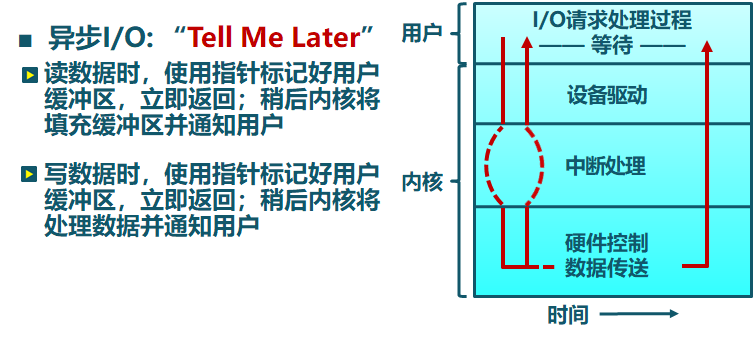 异步I/O：“Tell Me Later”
读数据时，使用指针标记好用户
缓冲区，立即返回；稍后内核将
填充缓冲区并通知用户
写数据时，使用指针标记好用户
缓冲区，立即返回；稍后内核将
处理数据并通知用户
用户
内核
I/O请求处理过程
—— 等待 ——
设备驱动
中断处理
硬件控制
数据传送
时间